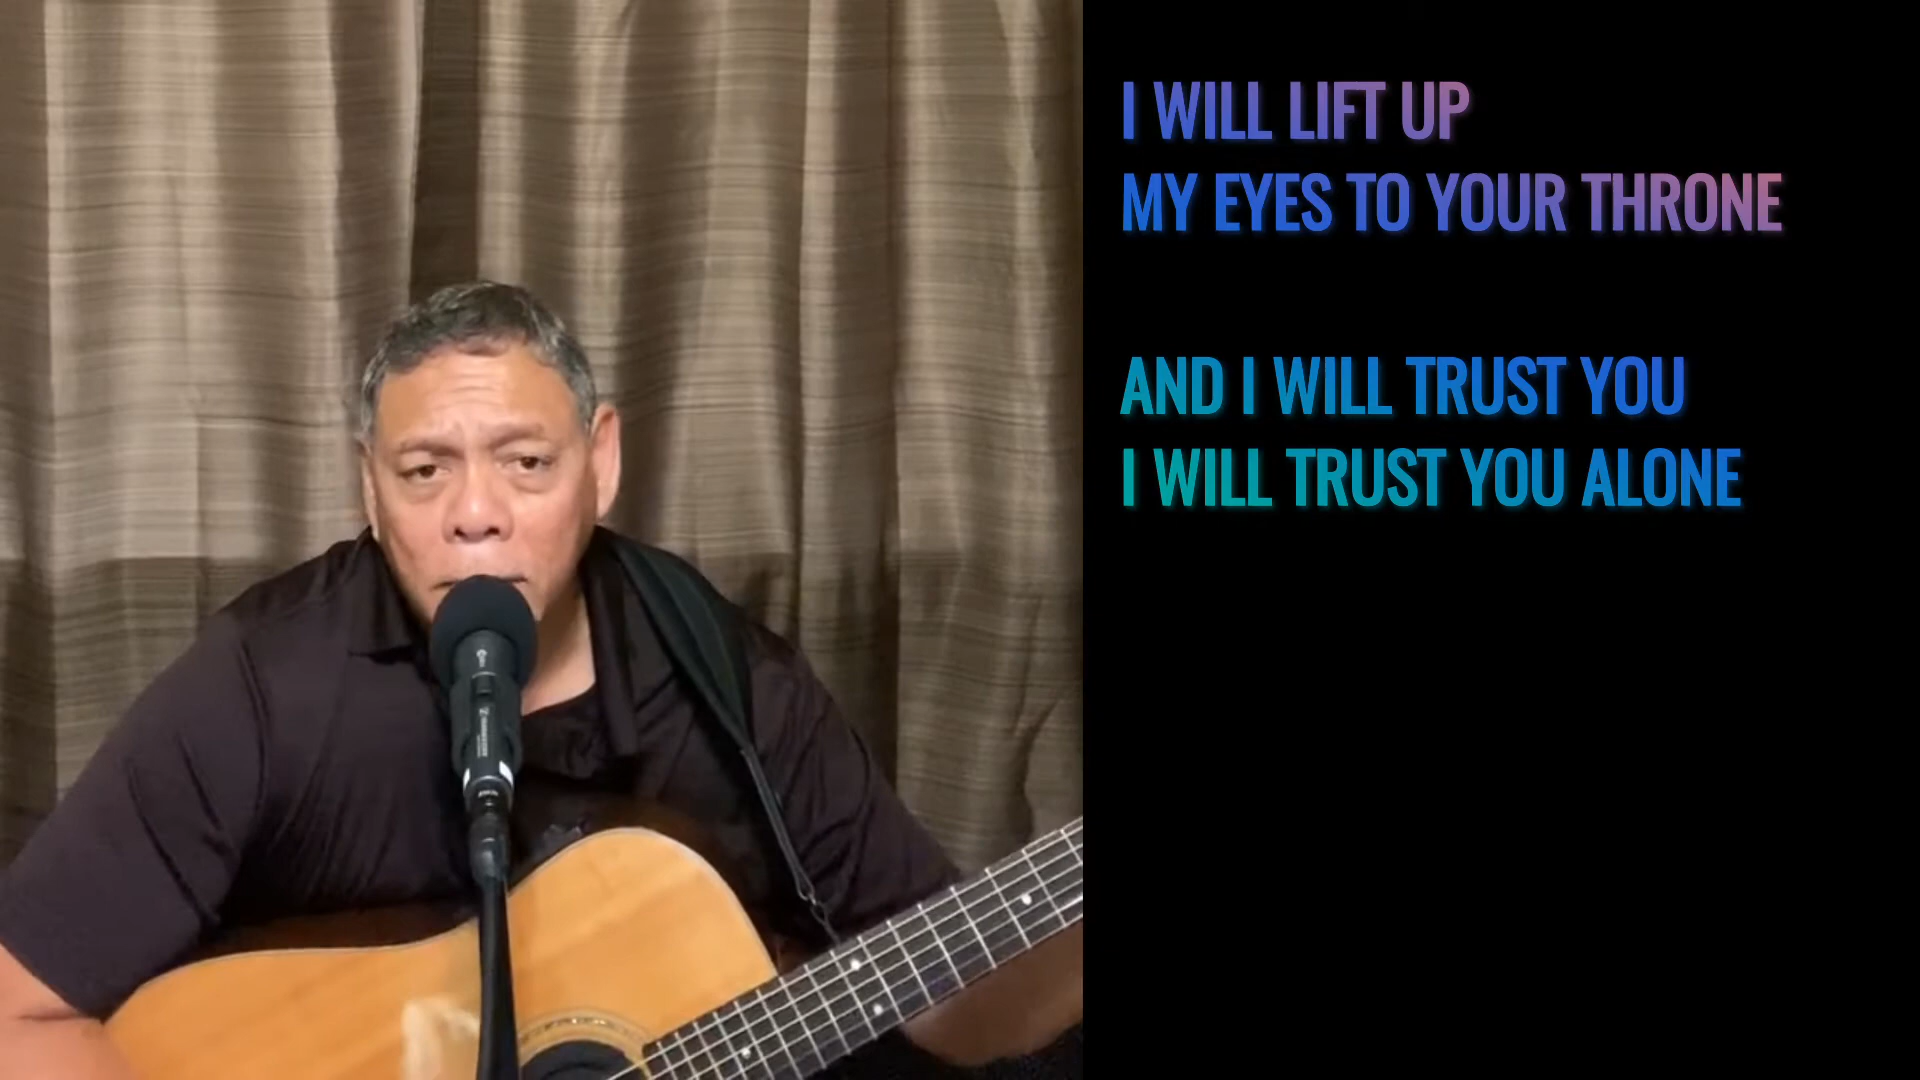 I WILL LIFT UP
MY EYES TO YOUR THRONE
AND I WILL TRUST YOU
I WILL TRUST YOU ALONE